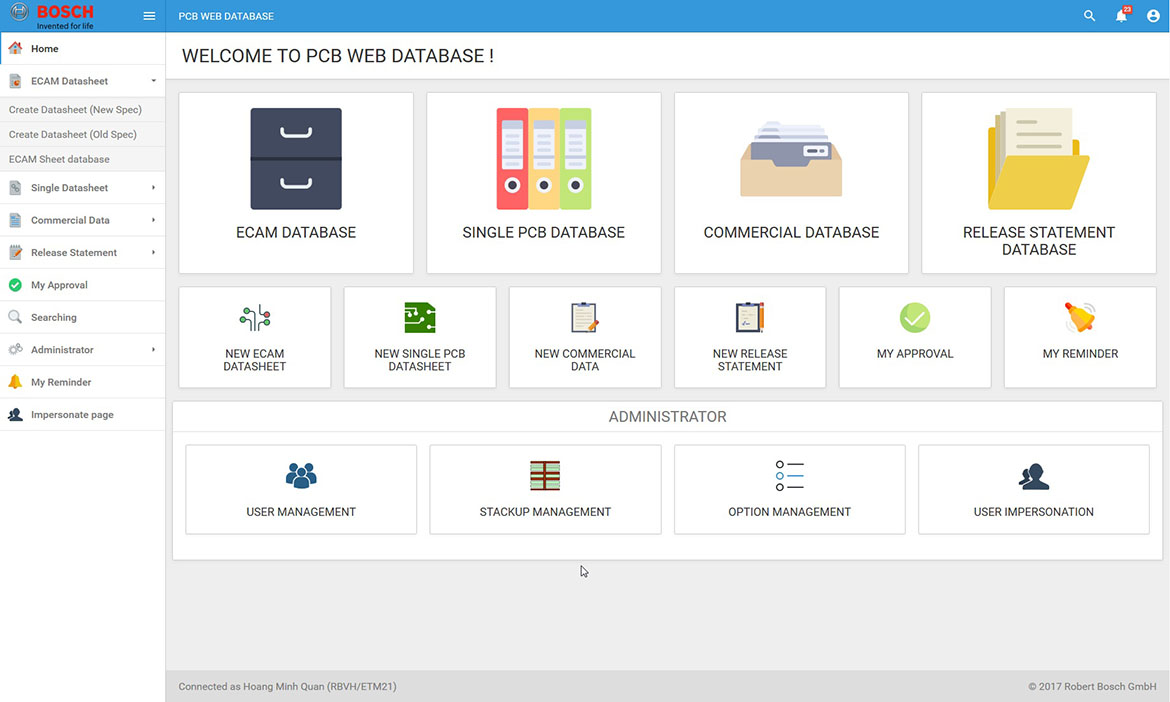 BOSCH
Invented for life
PCB WEB DATABASE
23
Home
ECAM Datasheet
Create Datasheet (New Spec)
Create Datasheet (Old Spec)
ECAM Sheet database
Single Datasheet
Commercial Data
Release Statement
My Approval
Searching
Administrator
My Reminder
Impersonate page
WELCOME TO PCB WEB DATABASE !
ECAM DATABASE
SINGLE PCB DATABASE
COMMERCIAL DATABASE
RELEASE STATEMENT
DATABASE
NEW ECAM
DATASHEET
NEW SINGLE PCB
DATASHEET
NEW COMMERCIAL
DATA
NEW RELEASE
STATEMENT
MY APPROVAL
MY REMINDER
ADMINISTRATOR
USER MANAGEMENT
STACKUP MANAGEMENT
OPTION MANAGEMENT
USER IMPERSONATION
Connected as Hoang Minh Quan (RBVH/ETM21)
© 2017 Robert Bosch GmbH